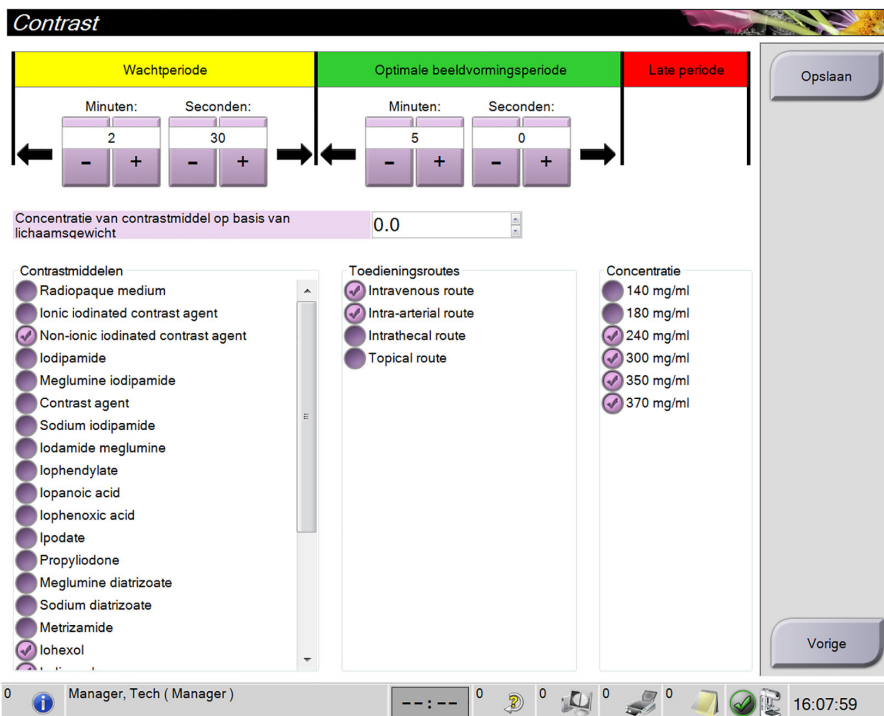 Contrast
Wachtperiode
Optimale beeldvormingsperiode
Late periode
Opslaan
Minuten:
Seconden:
Minuten:
Seconden:
2
30
5
0
- + - +
- + - +
Concentratie van contrastmiddel op basis van
lichaamsgewicht
0.0
Contrastmiddelen
Radiopaque medium
Ionic iodinated contrast agent
Non-ionic iodinated contrast agent
Iodipamide
Meglumine iodipamide
Contrast agent
Sodium iodipamide
Iodamide meglumine
Iophendylate
Iopanoic acid
Iophenoxic acid
Ipodate
Propyliodone
Meglumine diatrizoate
Sodium diatrizoate
Metrizamide
Iohexol
Toedieningsroutes
Intravenous route
Intra-arterial route
Intrathecal route
Topical route
Concentratie
140 mg/ml
180 mg/ml
240 mg/ml
300 mg/ml
350 mg/ml
370 mg/ml
Vorige
0
Manager, Tech ( Manager )
--:--
0
0
0
0
16:07:59